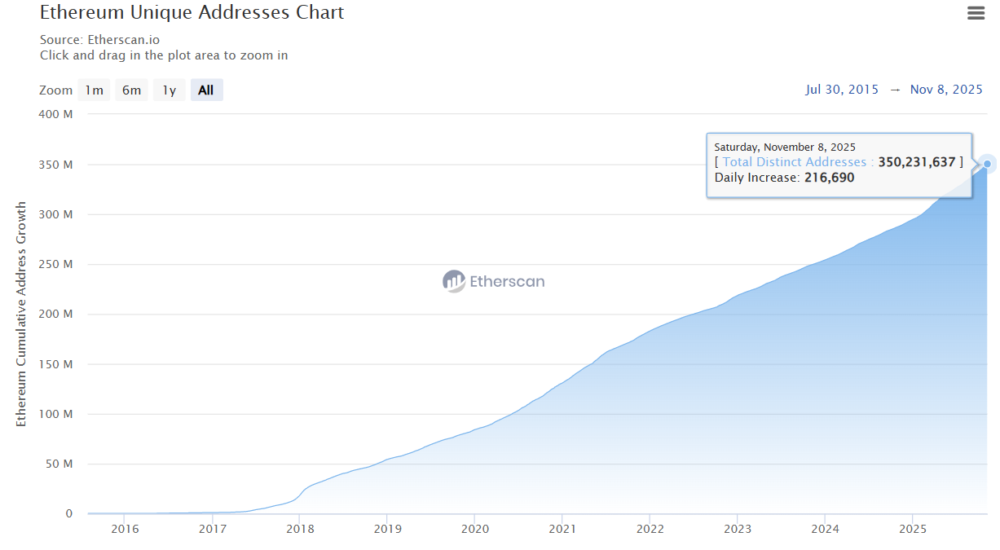 Ethereum Unique Addresses Chart
Source: Etherscan.io
Click and drag in the plot area to zoom in
Zoom 1m 6m 1y All Jul 30, 2015 → Nov 8, 2025
400 M
350 M
300 M
250 M
200 M
150 M
100 M
50 M
0
Ethereum Cumulative Address Growth
Saturday, November 8, 2025
[ Total Distinct Addresses : 350,231,637 ]
Daily Increase: 216,690
Etherscan
2016 2017 2018 2019 2020 2021 2022 2023 2024 2025